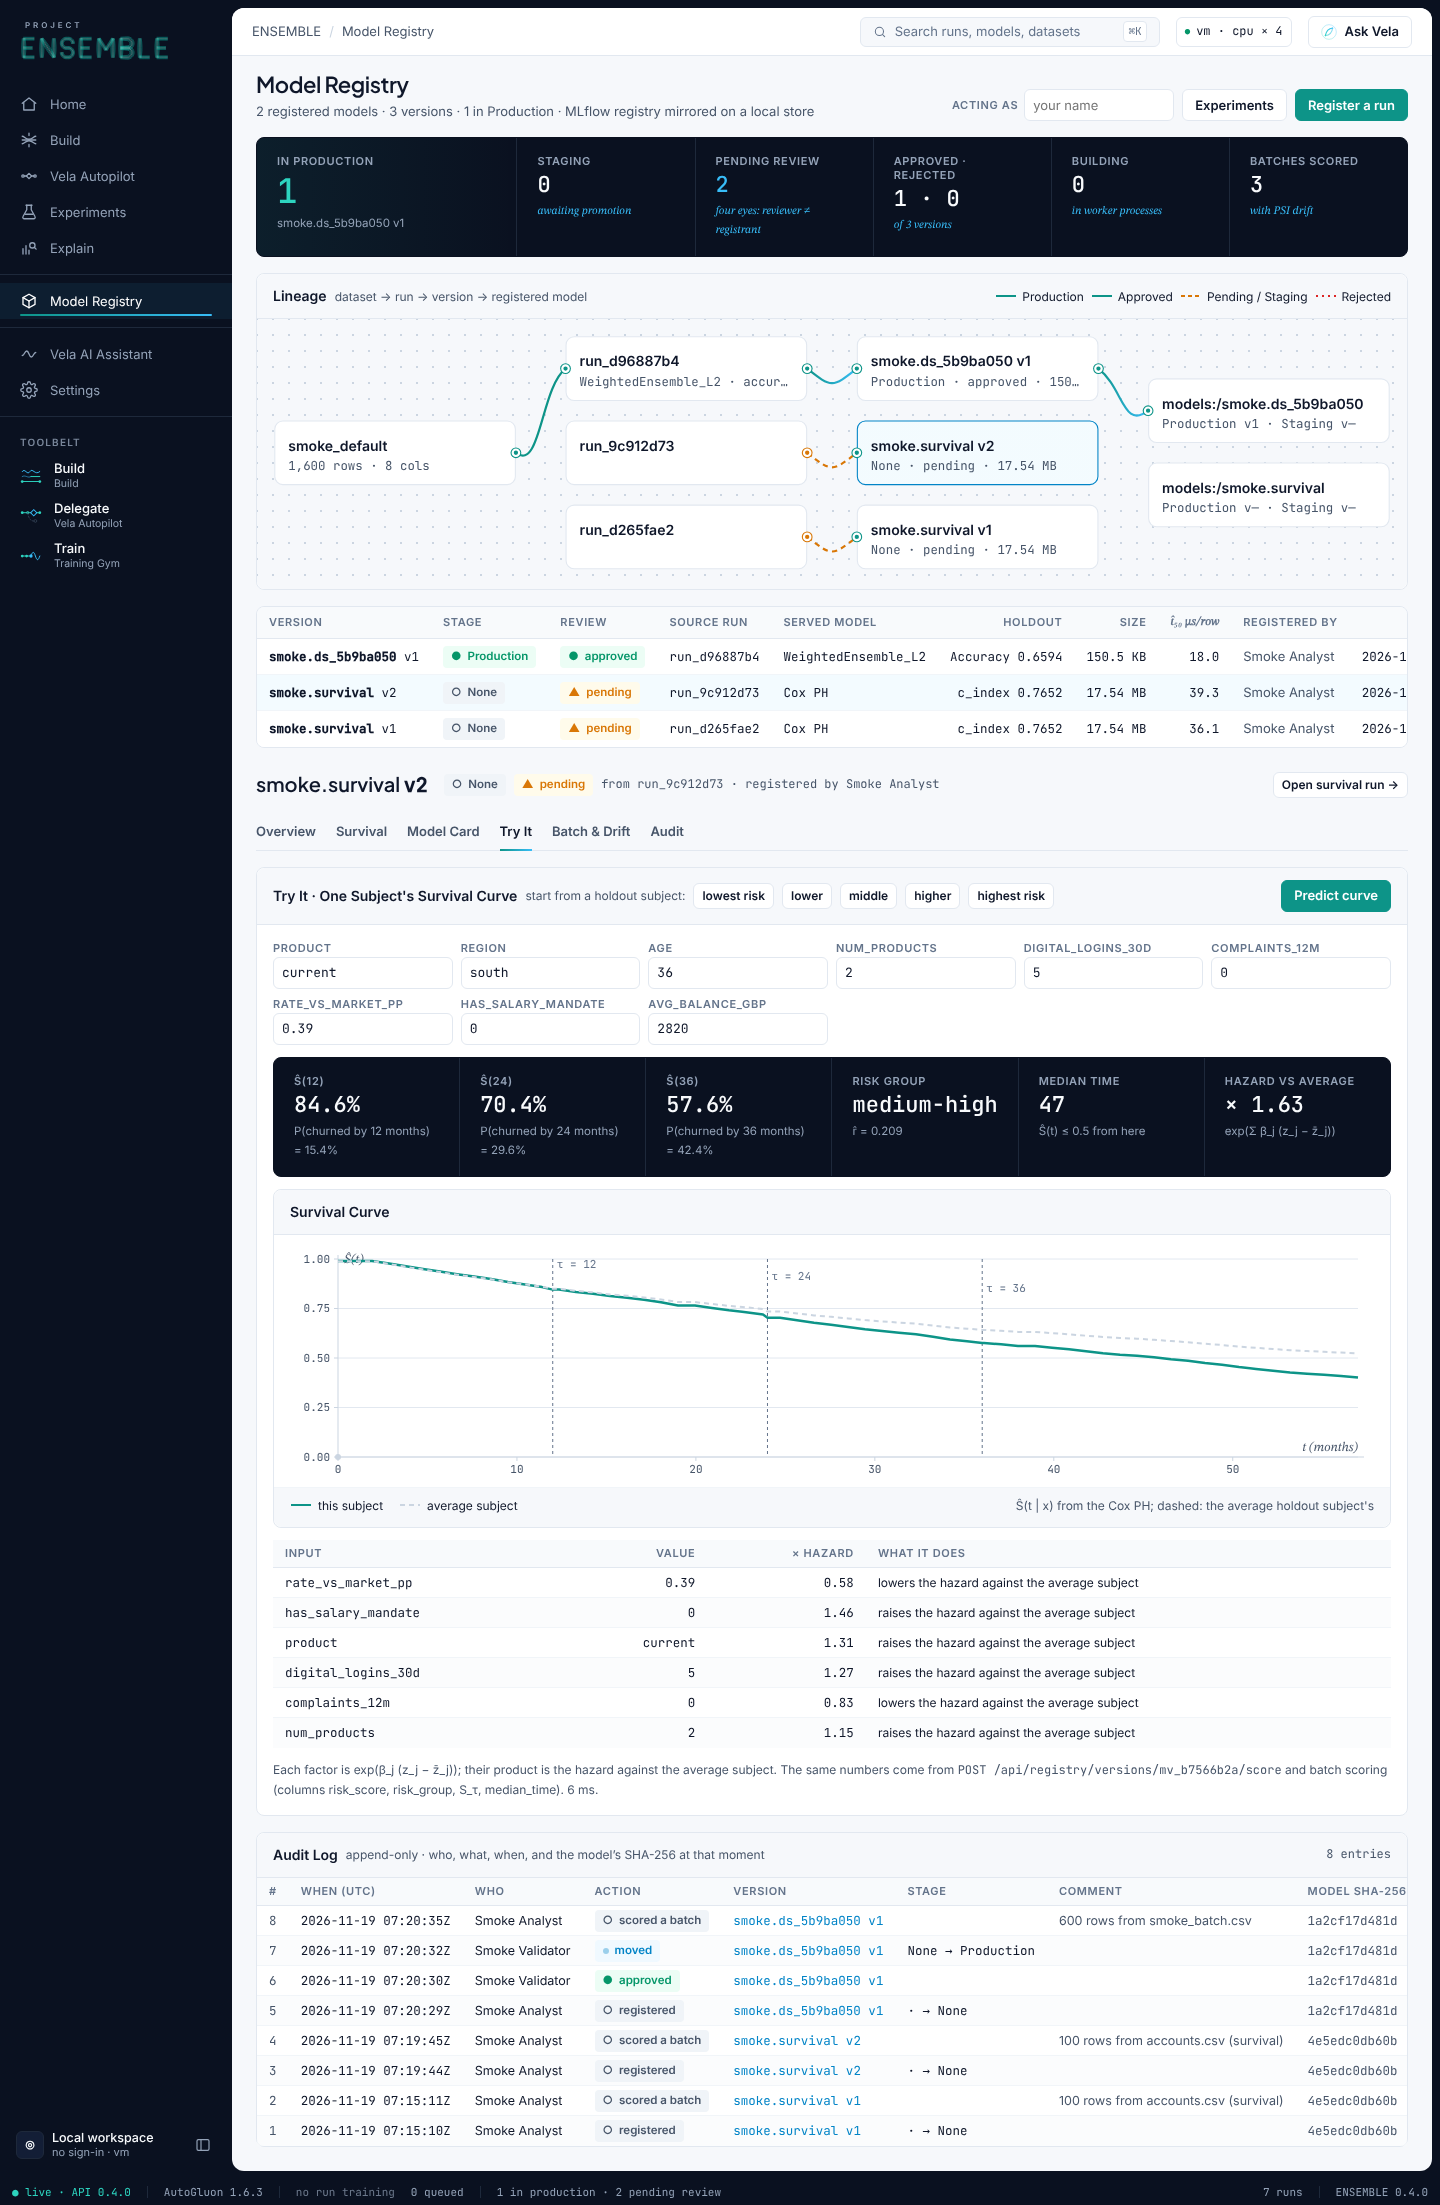 PROJECT
ENSEMBLE
Home
Build
Vela Autopilot
Experiments
Explain
Model Registry
Vela AI Assistant
Settings
TOOLBELT
Build
Build
Delegate
Vela Autopilot
Train
Training Gym
Local workspace
no sign-in · vm
ENSEMBLE / Model Registry
Search runs, models, datasets ⌘K
vm · cpu × 4
Ask Vela
Model Registry
2 registered models · 3 versions · 1 in Production · MLflow registry mirrored on a local store
ACTING AS your name Experiments Register a run
IN PRODUCTION
1
smoke.ds_5b9ba050 v1
STAGING
0
awaiting promotion
PENDING REVIEW
2
four eyes: reviewer ≠
registrant
APPROVED ·
REJECTED
1 · 0
of 3 versions
BUILDING
0
in worker processes
BATCHES SCORED
3
with PSI drift
Lineage dataset → run → version → registered model
Production Approved Pending / Staging Rejected
smoke_default
1,600 rows · 8 cols
run_d96887b4
WeightedEnsemble_L2 · accur…
run_9c912d73
run_d265fae2
smoke.ds_5b9ba050 v1
Production · approved · 150…
smoke.survival v2
None · pending · 17.54 MB
smoke.survival v1
None · pending · 17.54 MB
models:/smoke.ds_5b9ba050
Production v1 · Staging v—
models:/smoke.survival
Production v— · Staging v—
VERSION STAGE REVIEW SOURCE RUN SERVED MODEL HOLDOUT SIZE t̂₅₀ µs/row REGISTERED BY
smoke.ds_5b9ba050 v1 Production approved run_d96887b4 WeightedEnsemble_L2 Accuracy 0.6594 150.5 KB 18.0 Smoke Analyst 2026-1
smoke.survival v2 None pending run_9c912d73 Cox PH c_index 0.7652 17.54 MB 39.3 Smoke Analyst 2026-1
smoke.survival v1 None pending run_d265fae2 Cox PH c_index 0.7652 17.54 MB 36.1 Smoke Analyst 2026-1
smoke.survival v2 None pending from run_9c912d73 · registered by Smoke Analyst Open survival run →
Overview Survival Model Card Try It Batch & Drift Audit
Try It · One Subject's Survival Curve start from a holdout subject: lowest risk lower middle higher highest risk Predict curve
PRODUCT REGION AGE NUM_PRODUCTS DIGITAL_LOGINS_30D COMPLAINTS_12M
current south 36 2 5 0
RATE_VS_MARKET_PP HAS_SALARY_MANDATE AVG_BALANCE_GBP
0.39 0 2820
Ŝ(12)
84.6%
P(churned by 12 months)
= 15.4%
Ŝ(24)
70.4%
P(churned by 24 months)
= 29.6%
Ŝ(36)
57.6%
P(churned by 36 months)
= 42.4%
RISK GROUP
medium-high
r̂ = 0.209
MEDIAN TIME
47
Ŝ(t) ≤ 0.5 from here
HAZARD VS AVERAGE
× 1.63
exp(Σ β_j (z_j − z̄_j))
Survival Curve
Ŝ(t)
1.00
0.75
0.50
0.25
0.00
τ = 12
τ = 24
τ = 36
t (months)
0 10 20 30 40 50
this subject average subject
Ŝ(t | x) from the Cox PH; dashed: the average holdout subject's
INPUT VALUE × HAZARD WHAT IT DOES
rate_vs_market_pp 0.39 0.58 lowers the hazard against the average subject
has_salary_mandate 0 1.46 raises the hazard against the average subject
product current 1.31 raises the hazard against the average subject
digital_logins_30d 5 1.27 raises the hazard against the average subject
complaints_12m 0 0.83 lowers the hazard against the average subject
num_products 2 1.15 raises the hazard against the average subject
Each factor is exp(β_j (z_j − z̄_j)); their product is the hazard against the average subject. The same numbers come from POST /api/registry/versions/mv_b7566b2a/score and batch scoring
(columns risk_score, risk_group, S_τ, median_time). 6 ms.
Audit Log append-only · who, what, when, and the model's SHA-256 at that moment 8 entries
# WHEN (UTC) WHO ACTION VERSION STAGE COMMENT MODEL SHA-256
8 2026-11-19 07:20:35Z Smoke Analyst scored a batch smoke.ds_5b9ba050 v1 600 rows from smoke_batch.csv 1a2cf17d481d
7 2026-11-19 07:20:32Z Smoke Validator moved smoke.ds_5b9ba050 v1 None → Production 1a2cf17d481d
6 2026-11-19 07:20:30Z Smoke Validator approved smoke.ds_5b9ba050 v1 1a2cf17d481d
5 2026-11-19 07:20:29Z Smoke Analyst registered smoke.ds_5b9ba050 v1 · → None 1a2cf17d481d
4 2026-11-19 07:19:45Z Smoke Analyst scored a batch smoke.survival v2 100 rows from accounts.csv (survival) 4e5edc0db60b
3 2026-11-19 07:19:44Z Smoke Analyst registered smoke.survival v2 · → None 4e5edc0db60b
2 2026-11-19 07:15:11Z Smoke Analyst scored a batch smoke.survival v1 100 rows from accounts.csv (survival) 4e5edc0db60b
1 2026-11-19 07:15:10Z Smoke Analyst registered smoke.survival v1 · → None 4e5edc0db60b
live · API 0.4.0 AutoGluon 1.6.3 no run training 0 queued 1 in production · 2 pending review 7 runs ENSEMBLE 0.4.0